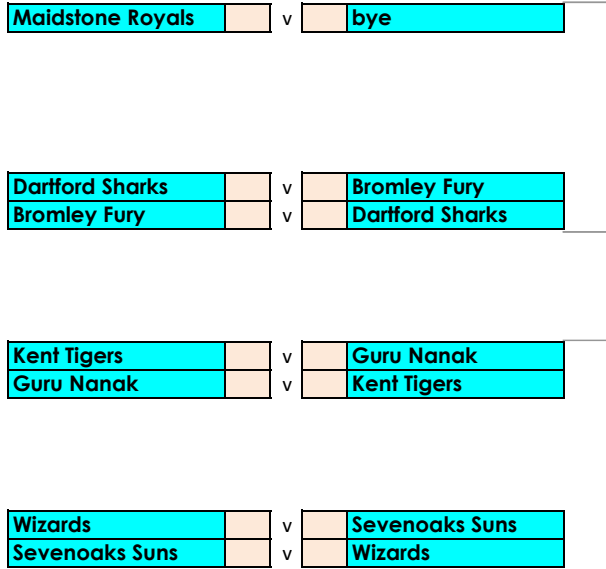 Maidstone Royals v bye
Dartford Sharks v Bromley Fury
Bromley Fury v Dartford Sharks
Kent Tigers v Guru Nanak
Guru Nanak v Kent Tigers
Wizards v Sevenoaks Suns
Sevenoaks Suns v Wizards